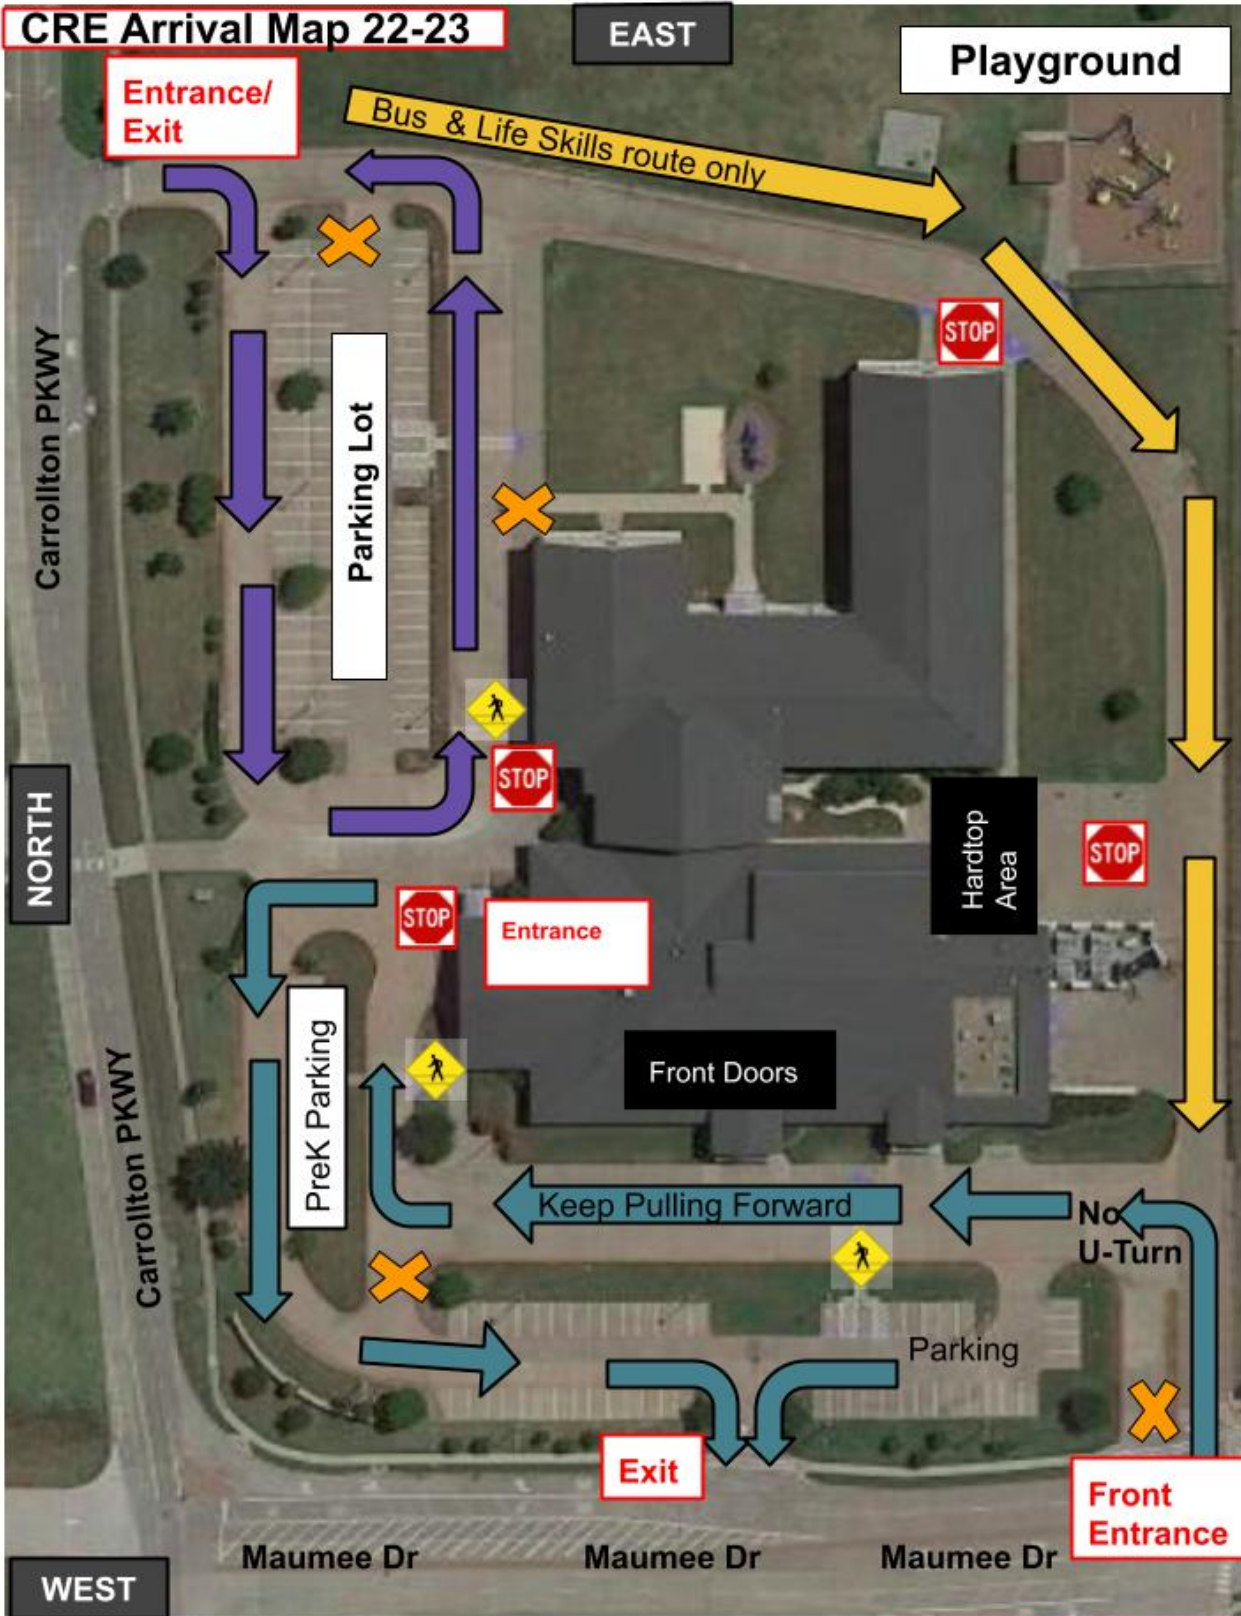 CRE Arrival Map 22-23
EAST
Playground
Entrance/
Exit
Bus & Life Skills route only
STOP
Carrollton PKWY
Parking Lot
STOP
NORTH
Hardtop
Area
STOP
STOP
Entrance
PreK Parking
Front Doors
Carrollton PKWY
Keep Pulling Forward
No
U-Turn
Parking
Exit
Front
Entrance
Maumee Dr
Maumee Dr
Maumee Dr
WEST